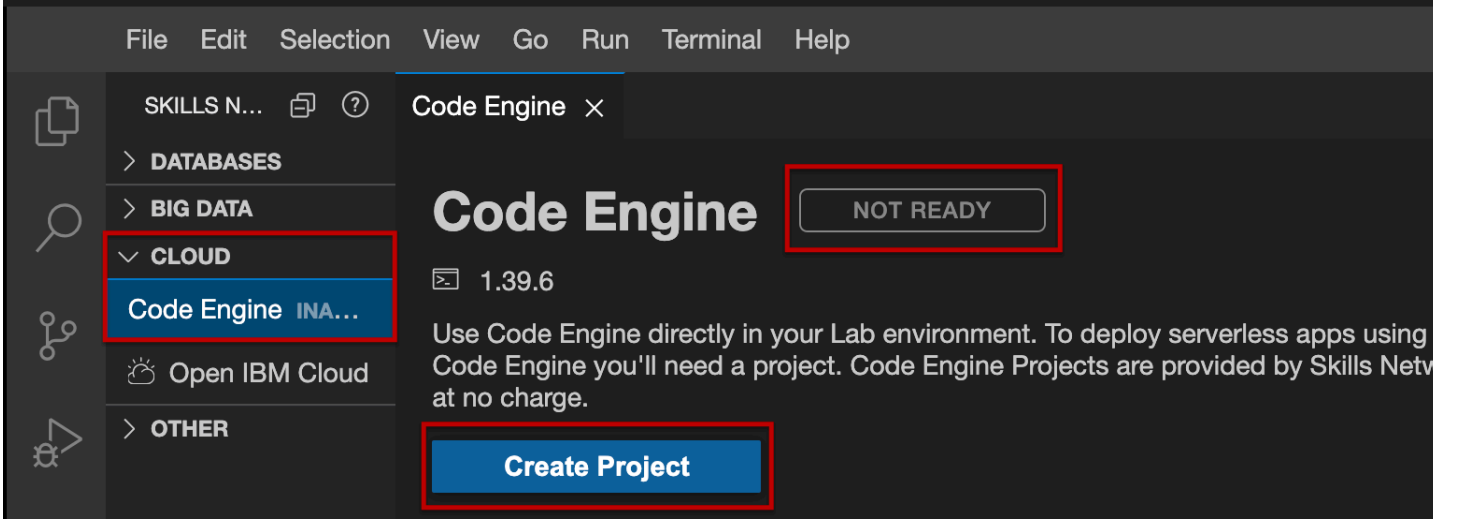 File Edit Selection View Go Run Terminal Help
SKILLS N...
Code Engine
DATABASES
BIG DATA
CLOUD
Code Engine INA...
Open IBM Cloud
OTHER
Code Engine NOT READY
1.39.6
Use Code Engine directly in your Lab environment. To deploy serverless apps using
Code Engine you'll need a project. Code Engine Projects are provided by Skills Netw
at no charge.
Create Project